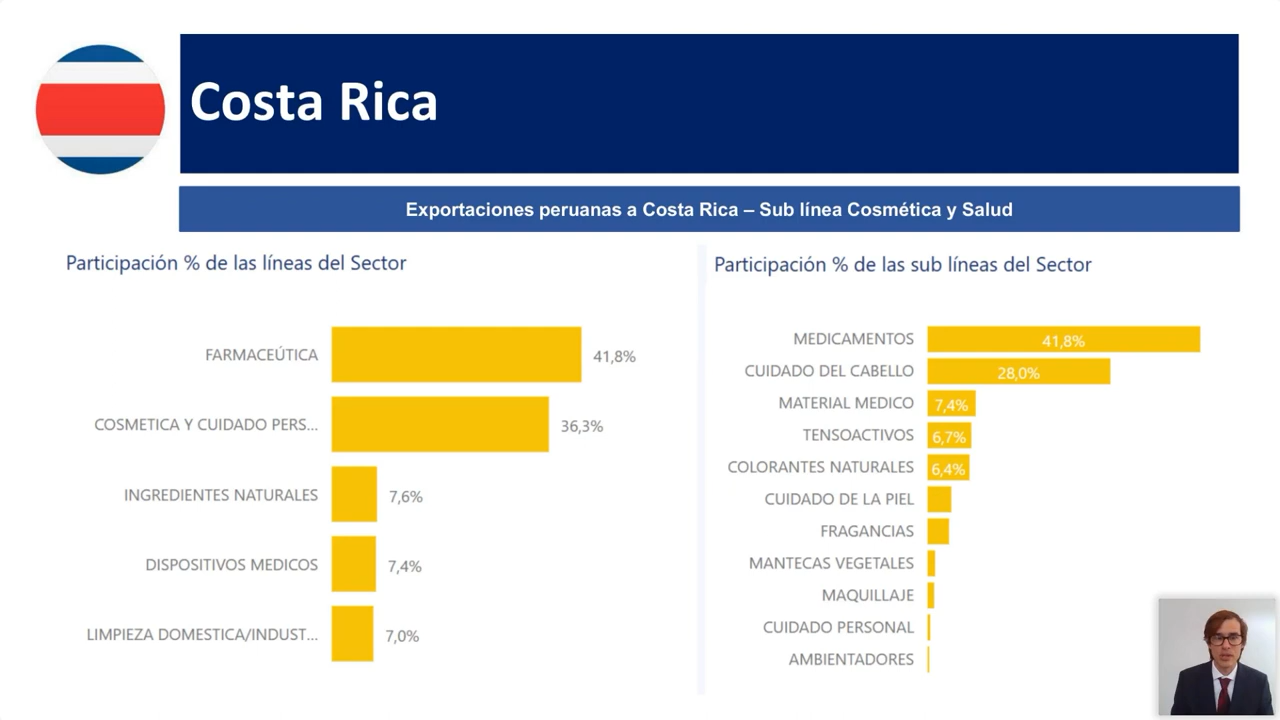 Costa Rica
Exportaciones peruanas a Costa Rica – Sub línea Cosmética y Salud
Participación % de las líneas del Sector
FARMACEÚTICA 41,8%
COSMETICA Y CUIDADO PERS... 36,3%
INGREDIENTES NATURALES 7,6%
DISPOSITIVOS MEDICOS 7,4%
LIMPIEZA DOMESTICA/INDUST... 7,0%
Participación % de las sub líneas del Sector
MEDICAMENTOS 41,8%
CUIDADO DEL CABELLO 28,0%
MATERIAL MEDICO 7,4%
TENSOACTIVOS 6,7%
COLORANTES NATURALES 6,4%
CUIDADO DE LA PIEL
FRAGANCIAS
MANTECAS VEGETALES
MAQUILLAJE
CUIDADO PERSONAL
AMBIENTADORES